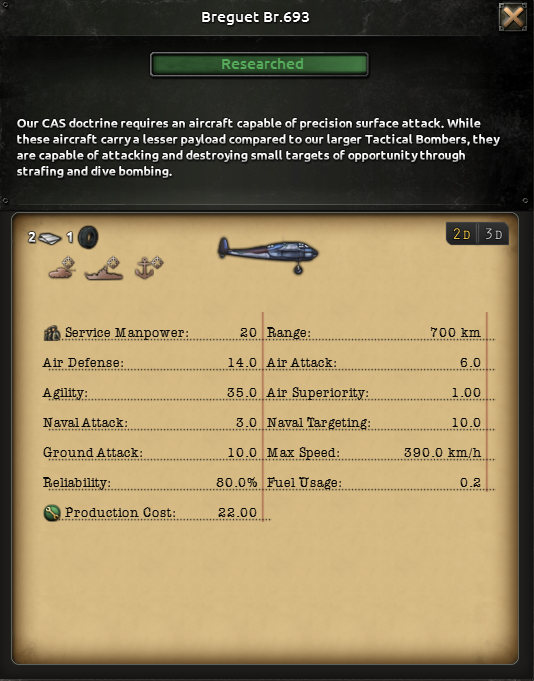 Breguet Br.693
Researched
Our CAS doctrine requires an aircraft capable of precision surface attack. While
these aircraft carry a lesser payload compared to our larger Tactical Bombers, they
are capable of attacking and destroying small targets of opportunity through
strafing and dive bombing.
2 1
2D 3D
Service Manpower: 20 Range: 700 km
Air Defense: 14.0 Air Attack: 6.0
Agility: 35.0 Air Superiority: 1.00
Naval Attack: 3.0 Naval Targeting: 10.0
Ground Attack: 10.0 Max Speed: 390.0 km/h
Reliability: 80.0% Fuel Usage: 0.2
Production Cost: 22.00